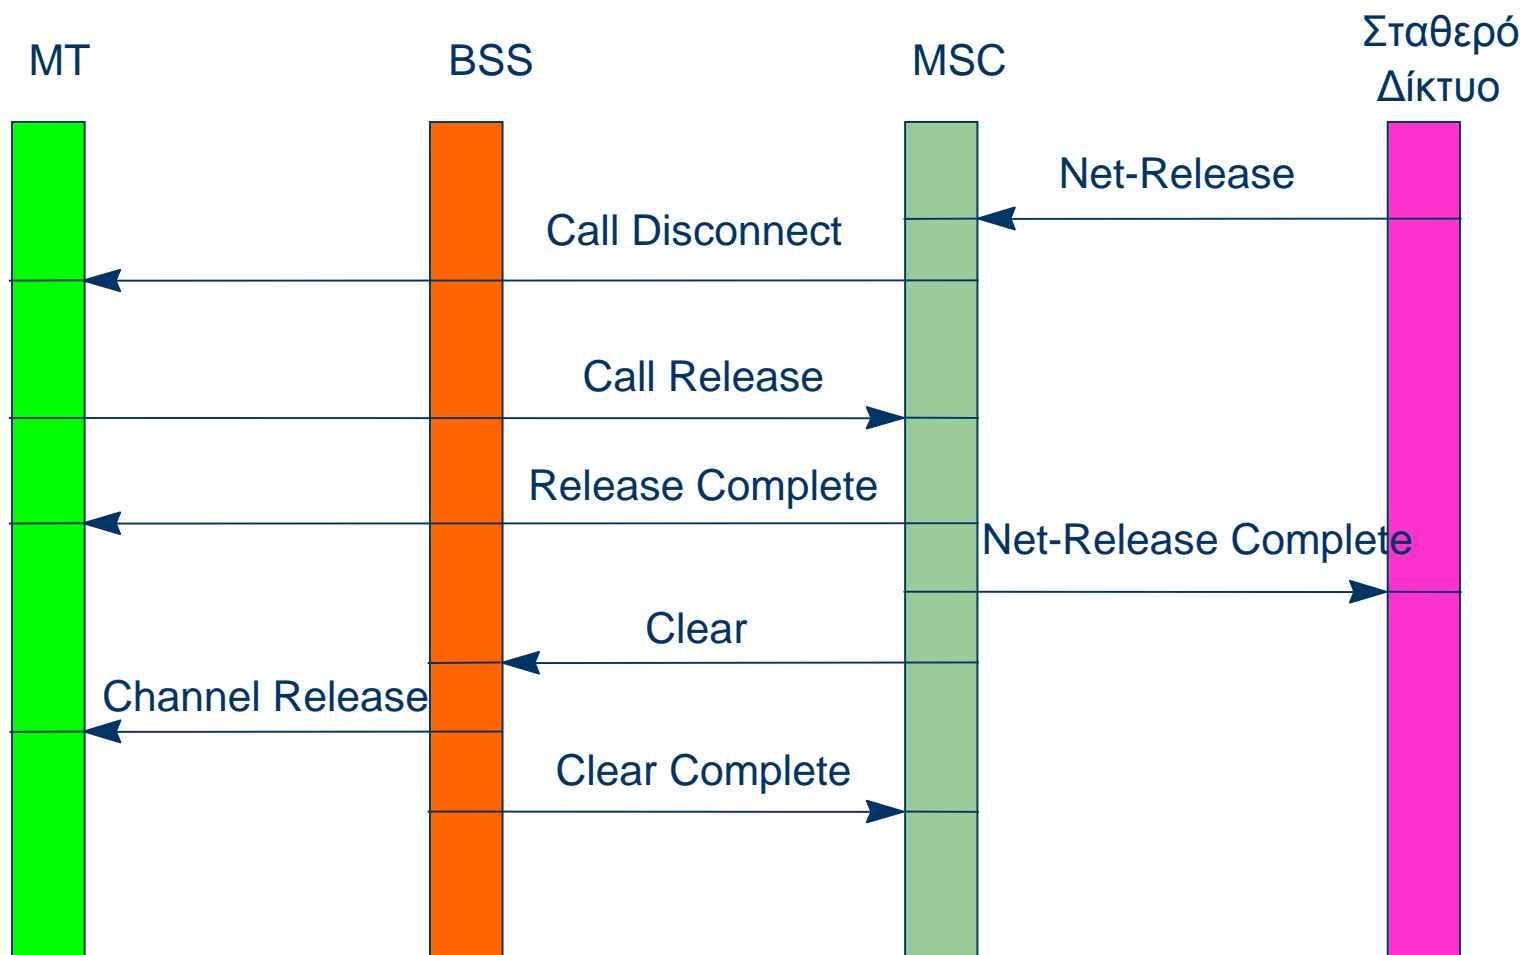 MT
BSS
MSC
Σταθερό
Δίκτυο
Net-Release
Call Disconnect
Call Release
Release Complete
Net-Release Complete
Clear
Channel Release
Clear Complete